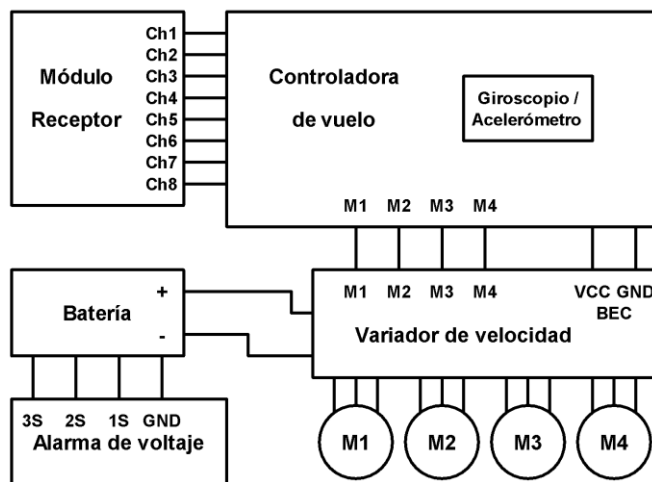 Módulo
Receptor
Ch1
Ch2
Ch3
Ch4
Ch5
Ch6
Ch7
Ch8
Controladora
de vuelo
Giroscopio /
Acelerómetro
M1 M2 M3 M4
Batería
+
-
3S 2S 1S GND
Alarma de voltaje
M1 M2 M3 M4
VCC GND
BEC
Variador de velocidad
M1 M2 M3 M4